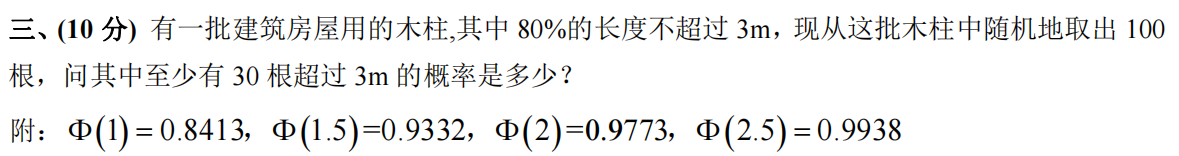 三、(10 分) 有一批建筑房屋用的木柱,其中 80%的长度不超过 3m，现从这批木柱中随机地取出 100
根，问其中至少有 30 根超过 3m 的概率是多少？
附：Φ(1) = 0.8413，Φ(1.5)=0.9332，Φ(2)=0.9773，Φ(2.5) = 0.9938